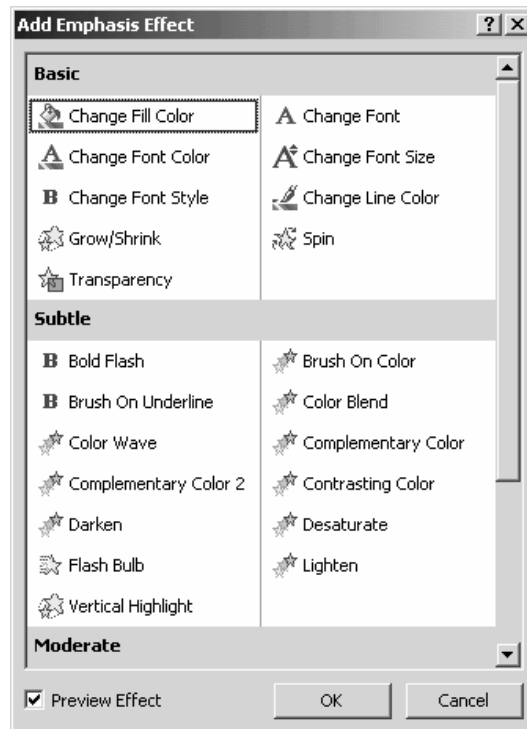 Add Emphasis Effect
Basic
Change Fill Color Change Font
Change Font Color Change Font Size
Change Font Style Change Line Color
Grow/Shrink Spin
Transparency
Subtle
Bold Flash Brush On Color
Brush On Underline Color Blend
Color Wave Complementary Color
Complementary Color 2 Contrasting Color
Darken Desaturate
Flash Bulb Lighten
Vertical Highlight
Moderate
Preview Effect OK Cancel